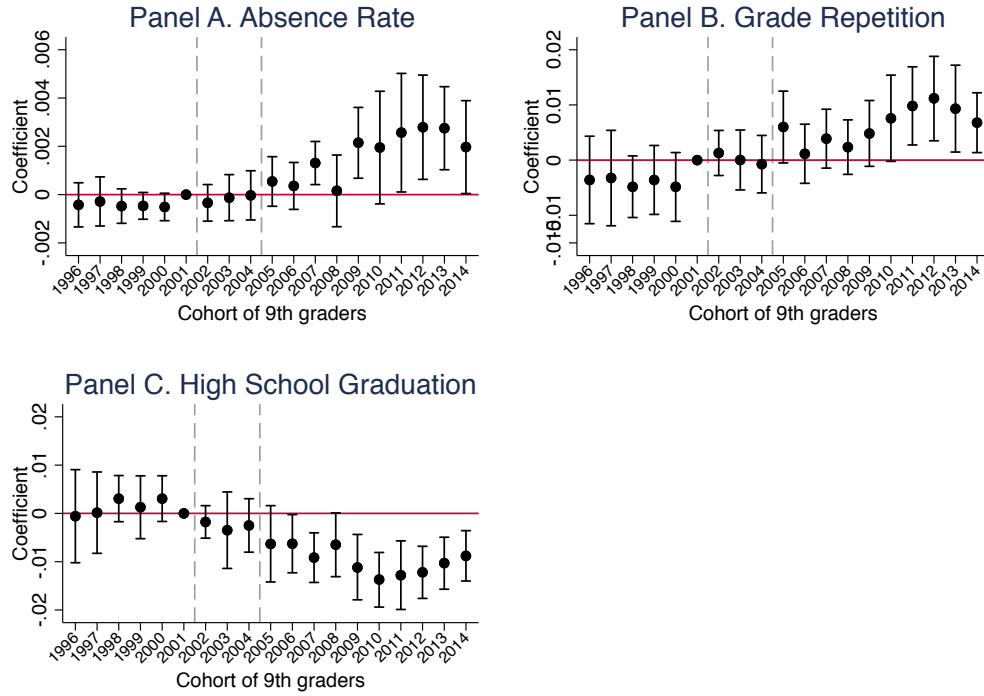 Panel A. Absence Rate
Coefficient
.006
.004
.002
0
-.002
1996 1997 1998 1999 2000 2001 2002 2003 2004 2005 2006 2007 2008 2009 2010 2011 2012 2013 2014
Cohort of 9th graders
Panel B. Grade Repetition
Coefficient
0.02
0.01
0
-0.01
1996 1997 1998 1999 2000 2001 2002 2003 2004 2005 2006 2007 2008 2009 2010 2011 2012 2013 2014
Cohort of 9th graders
Panel C. High School Graduation
Coefficient
.02
.01
0
-.01
-.02
1996 1997 1998 1999 2000 2001 2002 2003 2004 2005 2006 2007 2008 2009 2010 2011 2012 2013 2014
Cohort of 9th graders